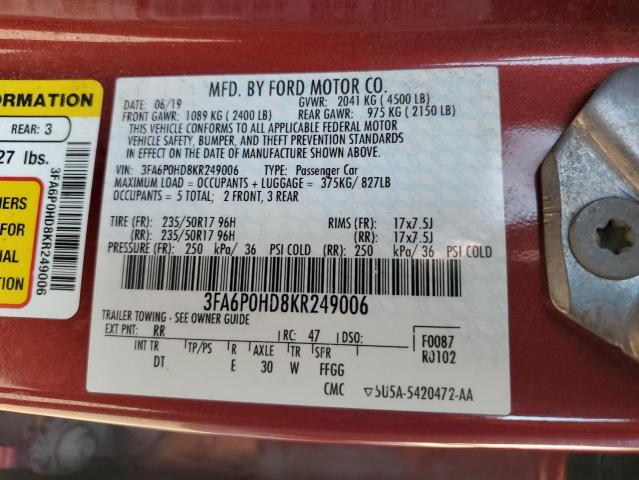 ORMATION
REAR: 3
27 lbs.
NERS
FOR
IAL
TION
3FA6P0HD8KR249006
MFD. BY FORD MOTOR CO.
DATE: 06/19 GVWR: 2041 KG (4500 LB)
FRONT GAWR: 1089 KG (2400 LB) REAR GAWR: 975 KG (2150 LB)
THIS VEHICLE CONFORMS TO ALL APPLICABLE FEDERAL MOTOR
VEHICLE SAFETY, BUMPER, AND THEFT PREVENTION STANDARDS
IN EFFECT ON THE DATE OF MANUFACTURE SHOWN ABOVE.
VIN: 3FA6P0HD8KR249006 TYPE: Passenger Car
MAXIMUM LOAD = OCCUPANTS + LUGGAGE = 375KG/ 827LB
OCCUPANTS = 5 TOTAL; 2 FRONT, 3 REAR
TIRE (FR): 235/50R17 96H RIMS (FR): 17x7.5J
(RR): 235/50R17 96H (RR): 17x7.5J
PRESSURE (FR): 250 kPa/ 36 PSI COLD (RR): 250 kPa/ 36 PSI COLD
3FA6P0HD8KR249006
TRAILER TOWING - SEE OWNER GUIDE
EXT PNT: RR RC: 47 DSO: F0087
INT TR TP/PS R AXLE TR SFR R0102
DT E 30 W FFGG
CMC ▽5U5A-5420472-AA